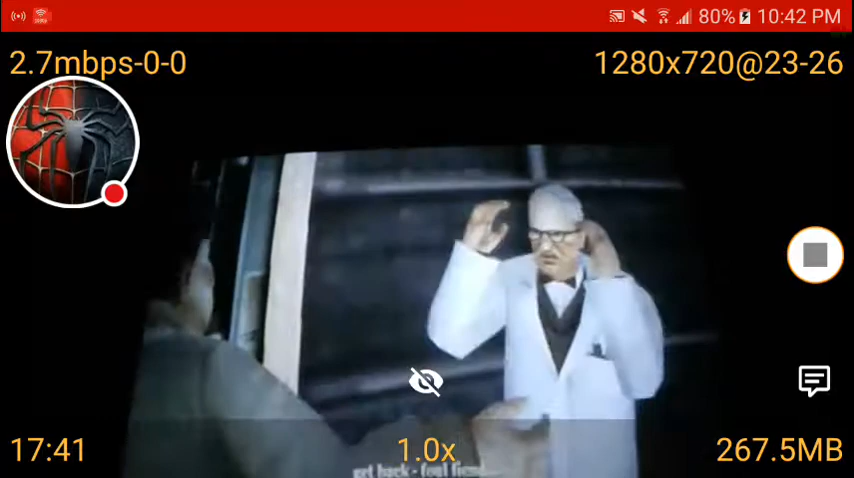 80% 10:42 PM
2.7mbps-0-0
1280x720@23-26
17:41
1.0x
267.5MB
get back - foul fiend...